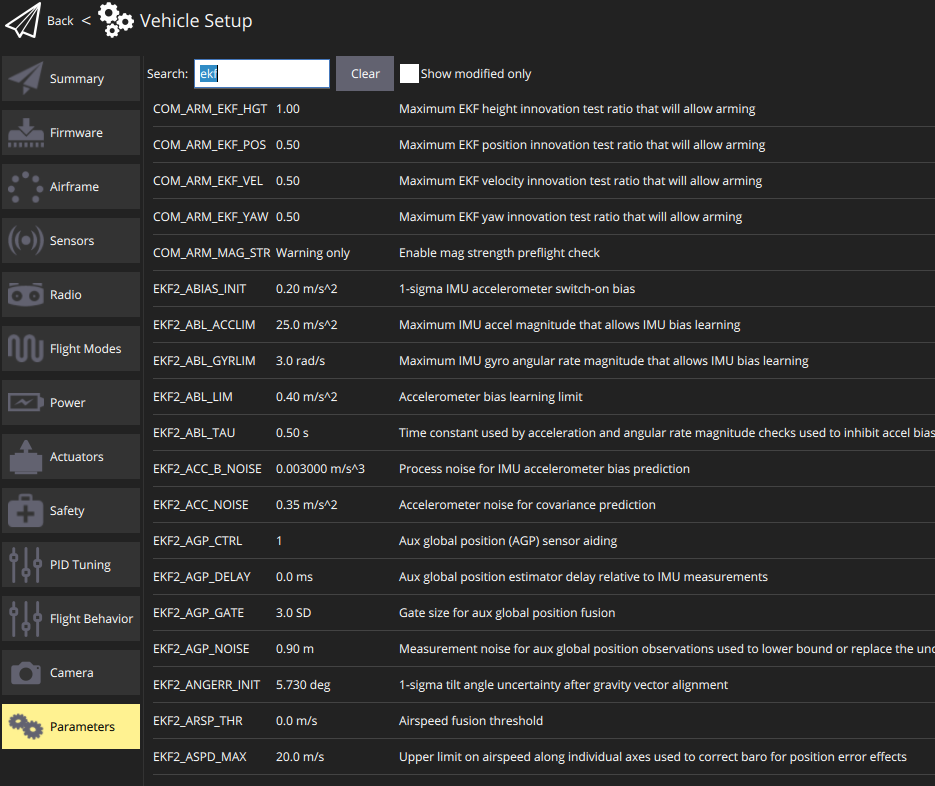 Back < Vehicle Setup
Summary
Firmware
Airframe
Sensors
Radio
Flight Modes
Power
Actuators
Safety
PID Tuning
Flight Behavior
Camera
Parameters
Search: ekf Clear Show modified only
COM_ARM_EKF_HGT 1.00 Maximum EKF height innovation test ratio that will allow arming
COM_ARM_EKF_POS 0.50 Maximum EKF position innovation test ratio that will allow arming
COM_ARM_EKF_VEL 0.50 Maximum EKF velocity innovation test ratio that will allow arming
COM_ARM_EKF_YAW 0.50 Maximum EKF yaw innovation test ratio that will allow arming
COM_ARM_MAG_STR Warning only Enable mag strength preflight check
EKF2_ABIAS_INIT 0.20 m/s^2 1-sigma IMU accelerometer switch-on bias
EKF2_ABL_ACCLIM 25.0 m/s^2 Maximum IMU accel magnitude that allows IMU bias learning
EKF2_ABL_GYRLIM 3.0 rad/s Maximum IMU gyro angular rate magnitude that allows IMU bias learning
EKF2_ABL_LIM 0.40 m/s^2 Accelerometer bias learning limit
EKF2_ABL_TAU 0.50 s Time constant used by acceleration and angular rate magnitude checks used to inhibit accel bias
EKF2_ACC_B_NOISE 0.003000 m/s^3 Process noise for IMU accelerometer bias prediction
EKF2_ACC_NOISE 0.35 m/s^2 Accelerometer noise for covariance prediction
EKF2_AGP_CTRL 1 Aux global position (AGP) sensor aiding
EKF2_AGP_DELAY 0.0 ms Aux global position estimator delay relative to IMU measurements
EKF2_AGP_GATE 3.0 SD Gate size for aux global position fusion
EKF2_AGP_NOISE 0.90 m Measurement noise for aux global position observations used to lower bound or replace the
EKF2_ANGERR_INIT 5.730 deg 1-sigma tilt angle uncertainty after gravity vector alignment
EKF2_ARSP_THR 0.0 m/s Airspeed fusion threshold
EKF2_ASPD_MAX 20.0 m/s Upper limit on airspeed along individual axes used to correct baro for position error effects